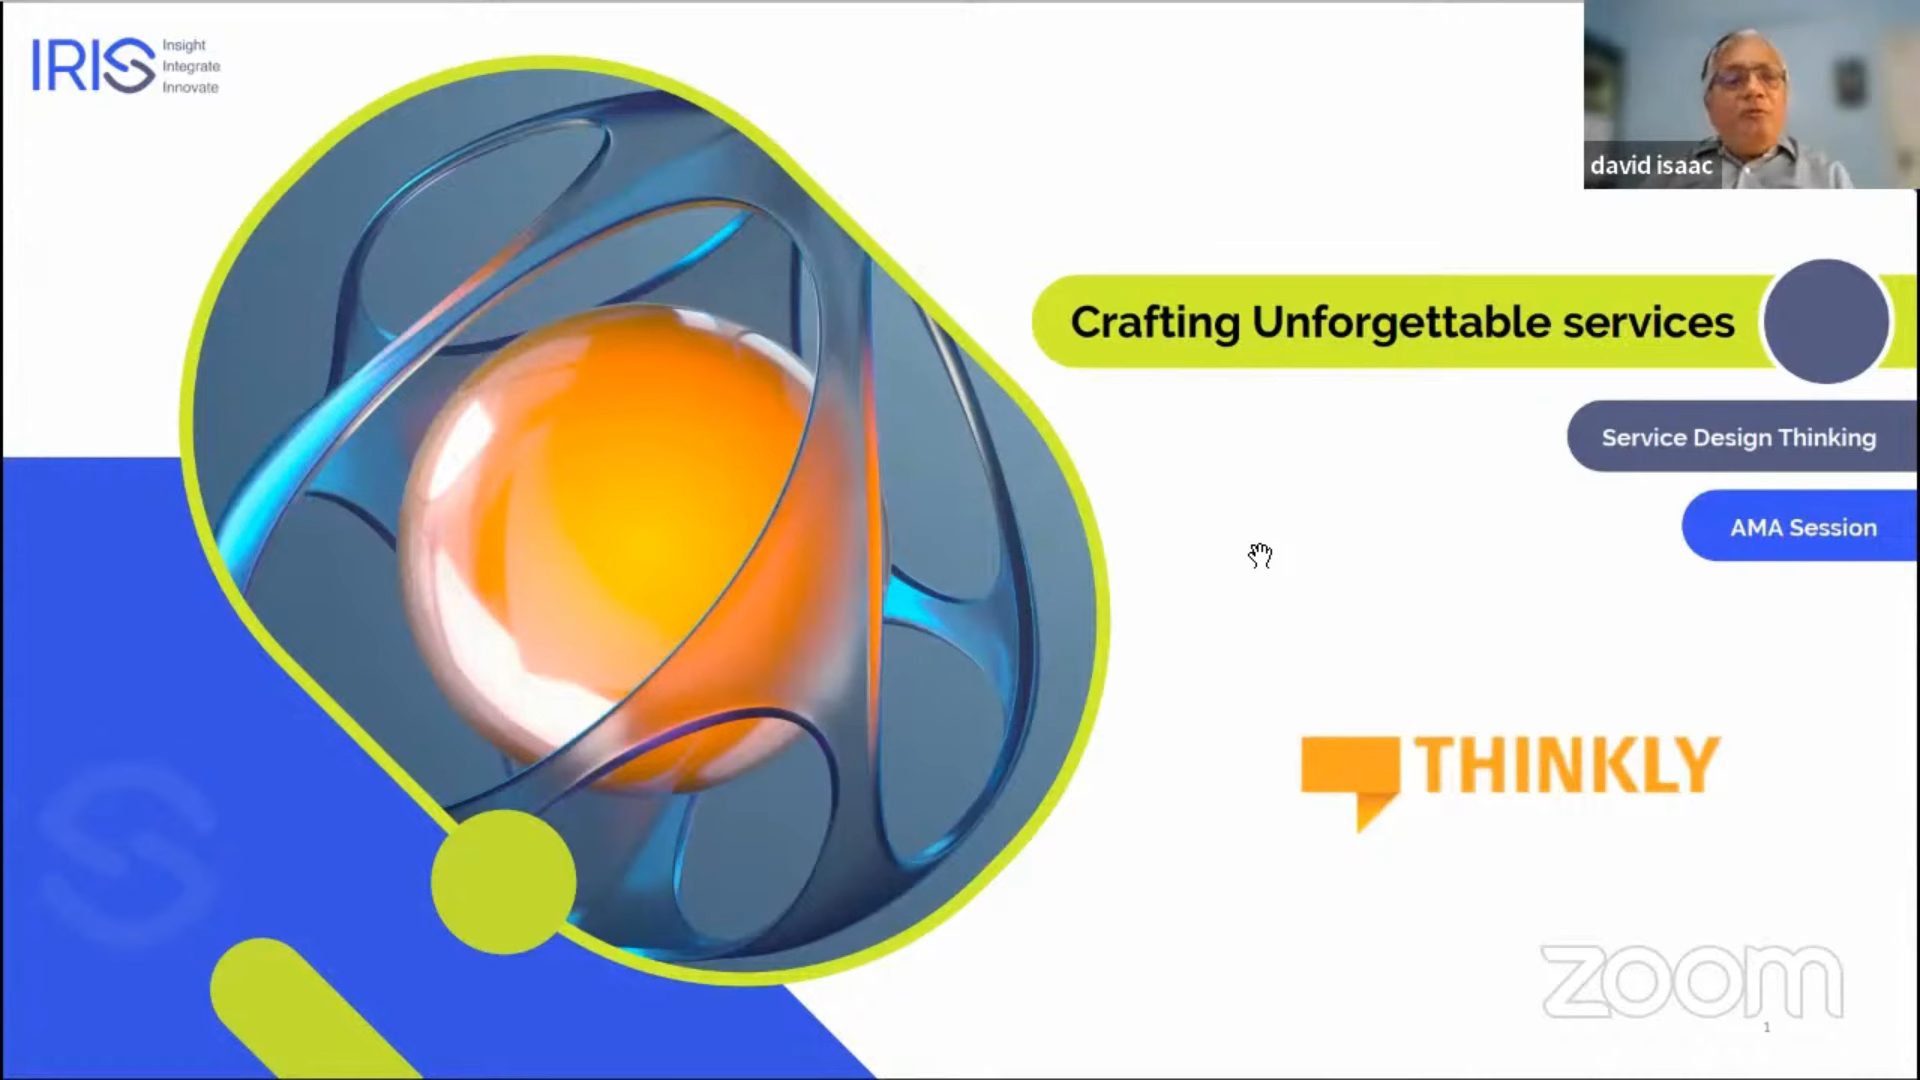 IRIS
Insight
Integrate
Innovate
david isaac
Crafting Unforgettable services
Service Design Thinking
AMA Session
THINKLY
zoom
1